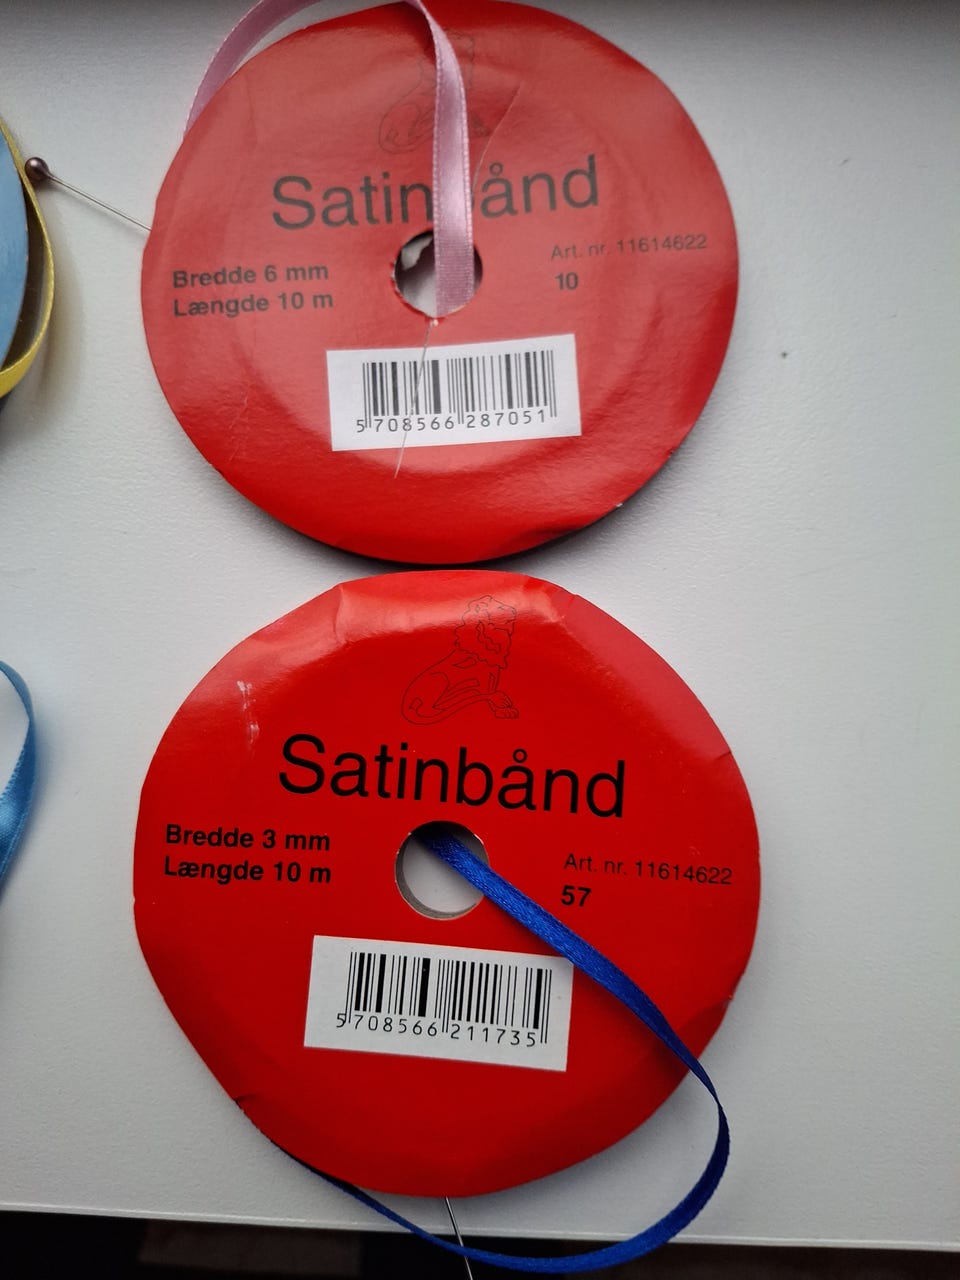 Satinbånd
Bredde 6 mm
Længde 10 m
Art. nr. 11614622
10
5 708566 287051
Satinbånd
Bredde 3 mm
Længde 10 m
Art. nr. 11614622
57
5 708566 211735